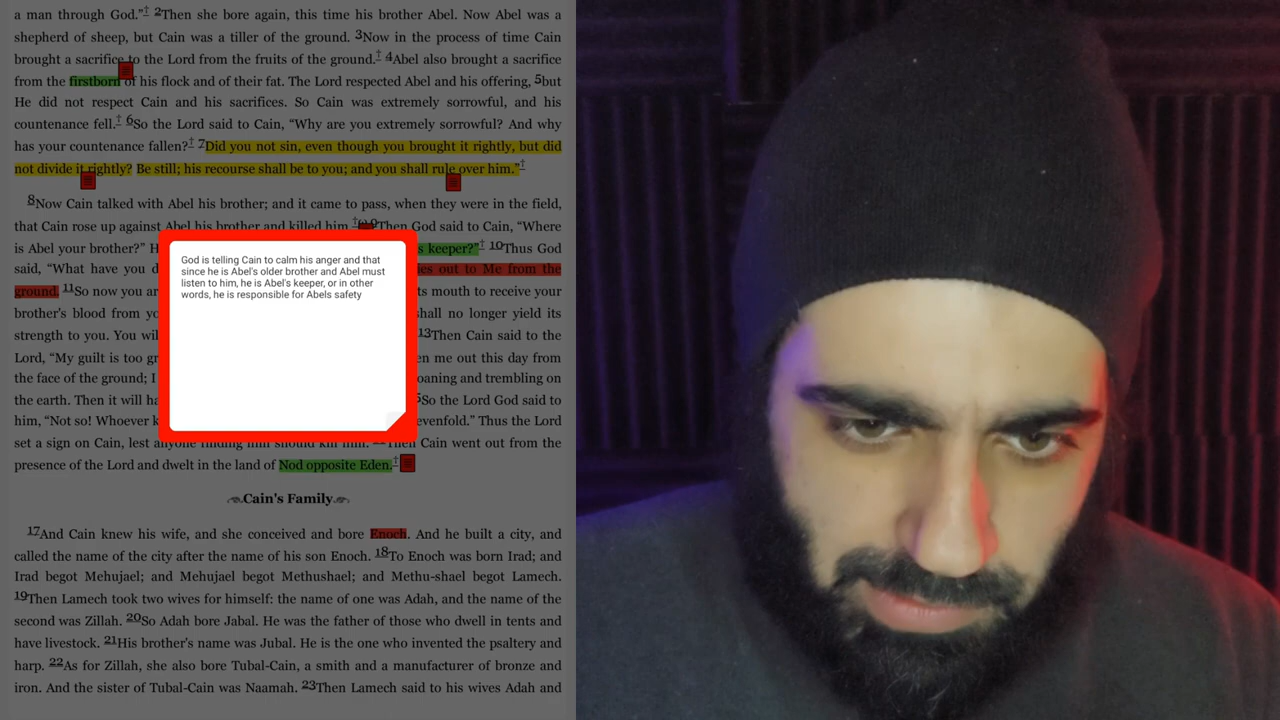 a man through God.”† 2Then she bore again, this time his brother Abel. Now Abel was a
shepherd of sheep, but Cain was a tiller of the ground. 3Now in the process of time Cain
brought a sacrifice to the Lord from the fruits of the ground.† 4Abel also brought a sacrifice
from the firstborn of his flock and of their fat. The Lord respected Abel and his offering, 5but
He did not respect Cain and his sacrifices. So Cain was extremely sorrowful, and his
countenance fell.† 6So the Lord said to Cain, “Why are you extremely sorrowful? And why
has your countenance fallen?† 7Did you not sin, even though you brought it rightly, but did
not divide it rightly? Be still; his recourse shall be to you; and you shall rule over him.”†
8Now Cain talked with Abel his brother; and it came to pass, when they were in the field,
that Cain rose up against Abel his brother and killed him.† 9Then God said to Cain, “Where
is Abel your brother?” H
keeper?”† 10Thus God
said, “What have you d
out to Me from the
ground. 11So now you ar
mouth to receive your
brother's blood from yo
shall no longer yield its
strength to you. You wil
13Then Cain said to the
Lord, “My guilt is too gr
me out this day from
the face of the ground; I
and trembling on
the earth. Then it will ha
So the Lord God said to
him, “Not so! Whoever k
Thus the Lord
set a sign on Cain, lest anyone finding him should kill him. Then Cain went out from the
presence of the Lord and dwelt in the land of Nod opposite Eden.†
God is telling Cain to calm his anger and that
since he is Abel's older brother and Abel must
listen to him, he is Abel's keeper, or in other
words, he is responsible for Abels safety
Cain's Family
17And Cain knew his wife, and she conceived and bore Enoch. And he built a city, and
called the name of the city after the name of his son Enoch. 18To Enoch was born Irad; and
Irad begot Mehujael; and Mehujael begot Methushael; and Methu-shael begot Lamech.
19Then Lamech took two wives for himself: the name of one was Adah, and the name of the
second was Zillah. 20So Adah bore Jabal. He was the father of those who dwell in tents and
have livestock. 21His brother's name was Jubal. He is the one who invented the psaltery and
harp. 22As for Zillah, she also bore Tubal-Cain, a smith and a manufacturer of bronze and
iron. And the sister of Tubal-Cain was Naamah. 23Then Lamech said to his wives Adah and